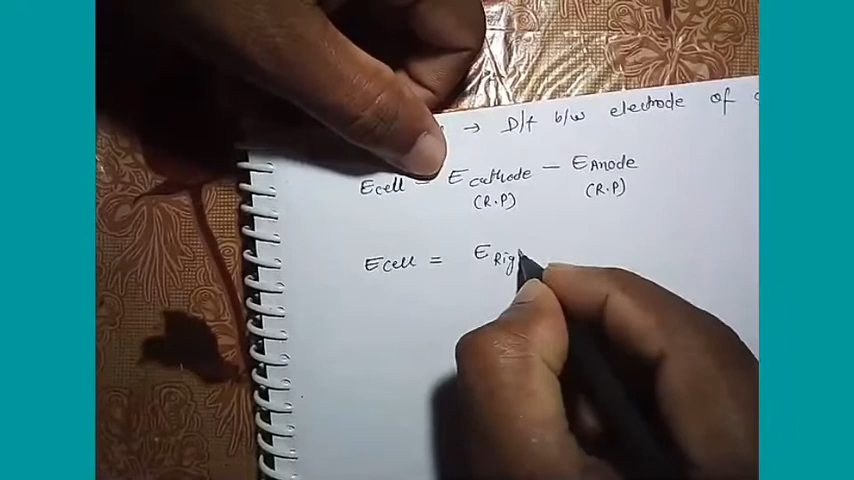 → D/f b/w electrode of
Ecell = Ecathode — EAnode
(R.P) (R.P)
Ecell = ERig